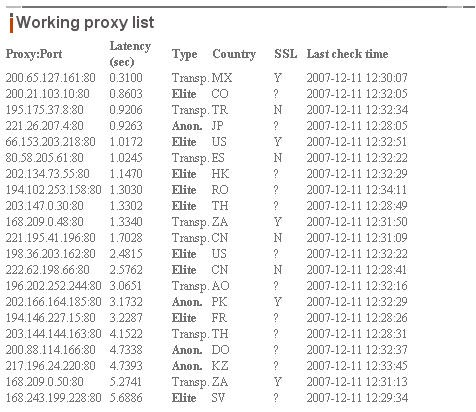 Working proxy list
Proxy:Port Latency (sec) Type Country SSL Last check time
200.65.127.161:80 0.3100 Transp. MX Y 2007-12-11 12:30:07
200.21.103.10:80 0.8603 Elite CO ? 2007-12-11 12:32:05
195.175.37.8:80 0.9206 Transp. TR N 2007-12-11 12:32:34
221.26.207.4:80 0.9263 Anon. JP ? 2007-12-11 12:28:05
66.153.203.218:80 1.0172 Elite US Y 2007-12-11 12:32:51
80.58.205.61:80 1.0245 Transp. ES N 2007-12-11 12:32:22
202.134.73.55:80 1.1470 Elite HK ? 2007-12-11 12:32:29
194.102.253.158:80 1.3030 Elite RO ? 2007-12-11 12:34:11
203.147.0.30:80 1.3302 Elite TH ? 2007-12-11 12:28:49
168.209.0.48:80 1.3340 Transp. ZA Y 2007-12-11 12:31:50
221.195.41.196:80 1.7028 Transp. CN N 2007-12-11 12:31:09
198.36.203.162:80 2.4815 Elite US ? 2007-12-11 12:32:22
222.62.198.66:80 2.5762 Elite CN N 2007-12-11 12:28:41
196.202.252.244:80 3.0651 Transp. AO ? 2007-12-11 12:32:16
202.166.164.185:80 3.1732 Anon. PK Y 2007-12-11 12:32:29
194.146.227.15:80 3.2287 Elite FR ? 2007-12-11 12:28:26
203.144.144.163:80 4.1522 Transp. TH ? 2007-12-11 12:28:31
200.88.114.166:80 4.7338 Anon. DO ? 2007-12-11 12:32:37
217.196.24.220:80 4.7393 Anon. KZ ? 2007-12-11 12:33:45
168.209.0.50:80 5.2741 Transp. ZA Y 2007-12-11 12:31:13
168.243.199.228:80 5.6886 Elite SV ? 2007-12-11 12:29:34